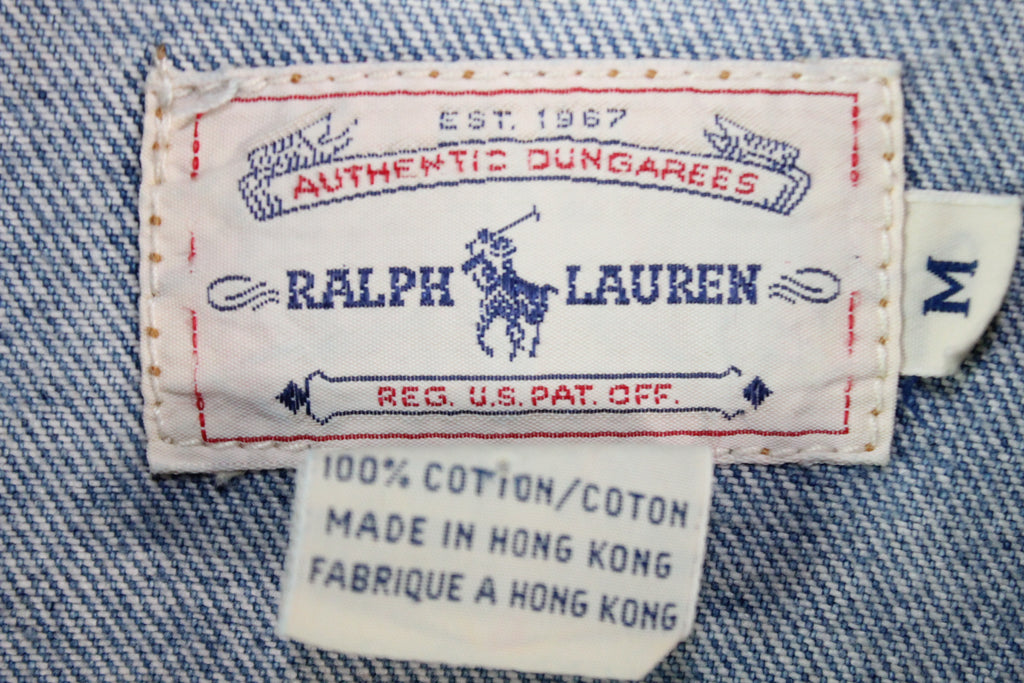 EST. 1967
AUTHENTIC DUNGAREES
RALPH LAUREN
REG. U.S. PAT. OFF.
M
100% COTTON/COTON
MADE IN HONG KONG
FABRIQUE A HONG KONG